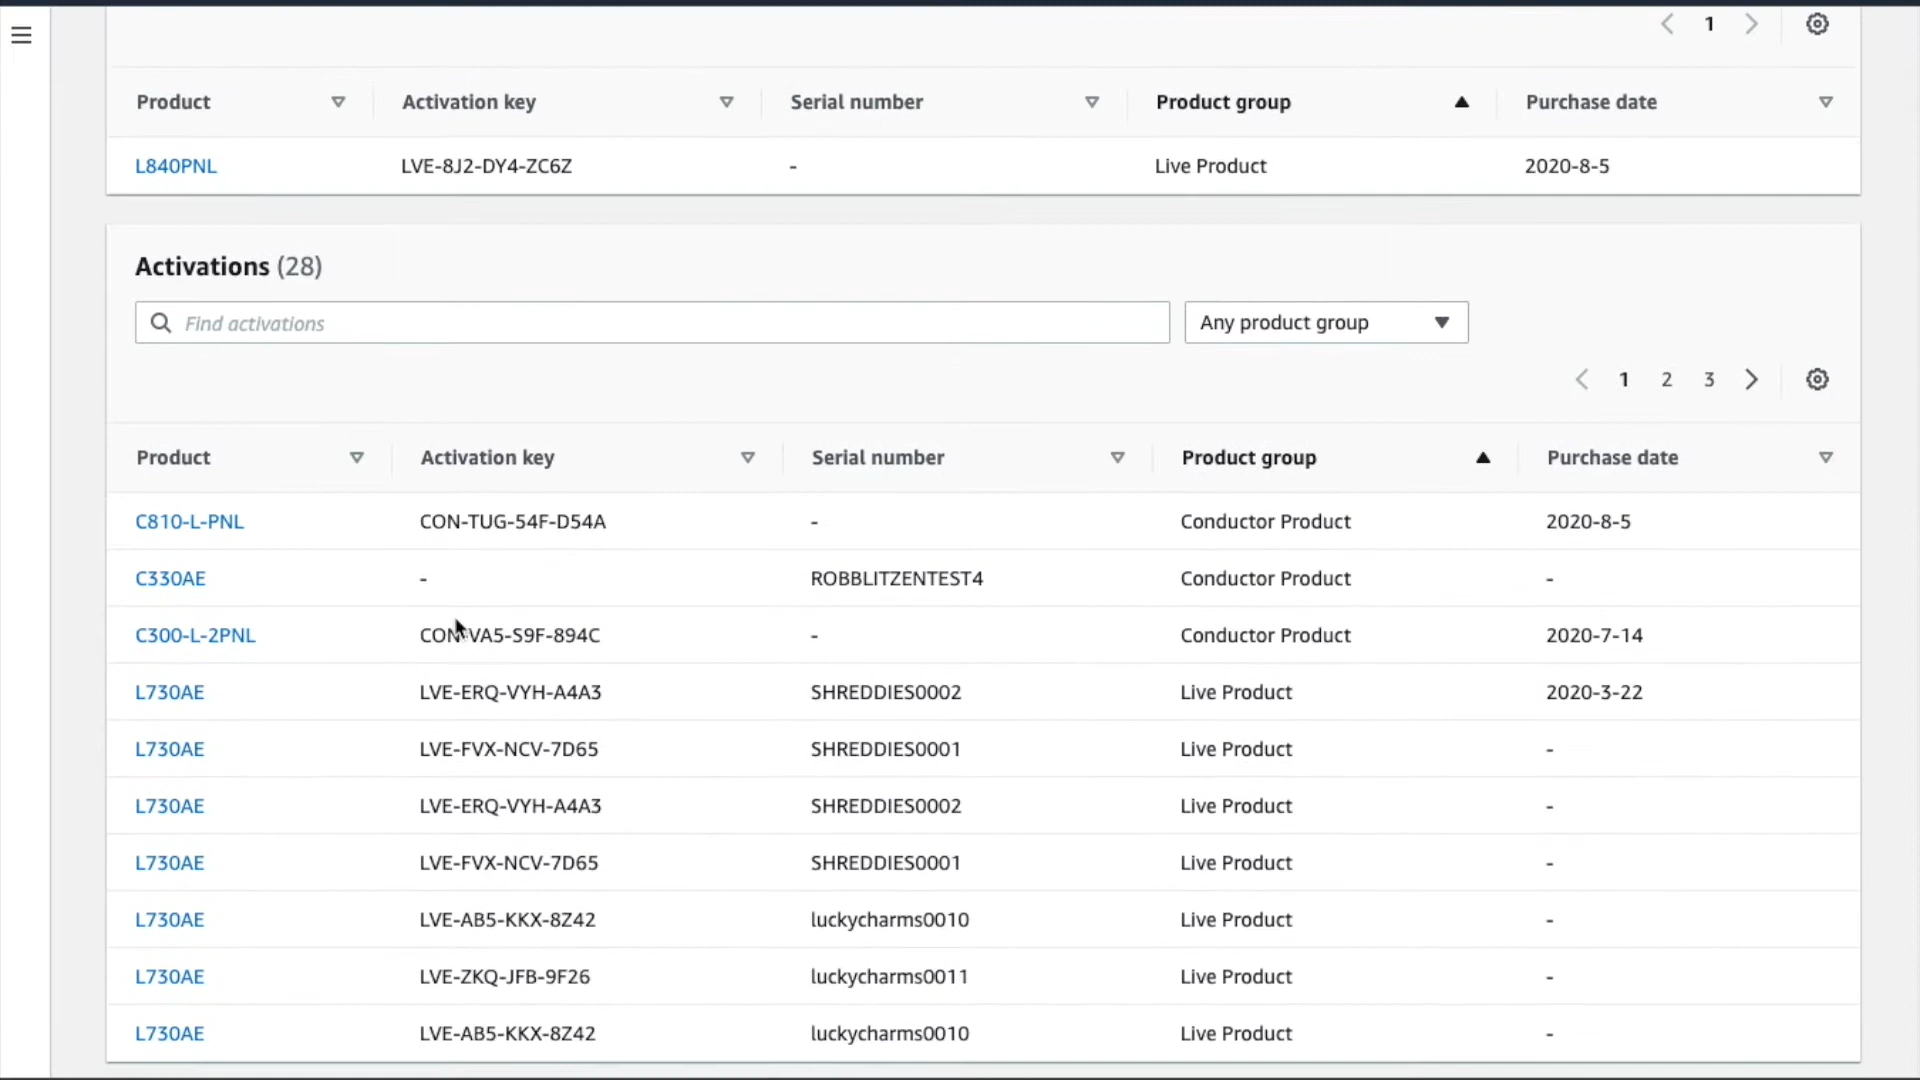 1
Product Activation key Serial number Product group Purchase date
L840PNL LVE-8J2-DY4-ZC6Z - Live Product 2020-8-5
Activations (28)
Find activations Any product group
1 2 3
Product Activation key Serial number Product group Purchase date
C810-L-PNL CON-TUG-54F-D54A - Conductor Product 2020-8-5
C330AE - ROBBLITZENTEST4 Conductor Product -
C300-L-2PNL CON-VA5-S9F-894C - Conductor Product 2020-7-14
L730AE LVE-ERQ-VYH-A4A3 SHREDDIES0002 Live Product 2020-3-22
L730AE LVE-FVX-NCV-7D65 SHREDDIES0001 Live Product -
L730AE LVE-ERQ-VYH-A4A3 SHREDDIES0002 Live Product -
L730AE LVE-FVX-NCV-7D65 SHREDDIES0001 Live Product -
L730AE LVE-AB5-KKX-8Z42 luckycharms0010 Live Product -
L730AE LVE-ZKQ-JFB-9F26 luckycharms0011 Live Product -
L730AE LVE-AB5-KKX-8Z42 luckycharms0010 Live Product -